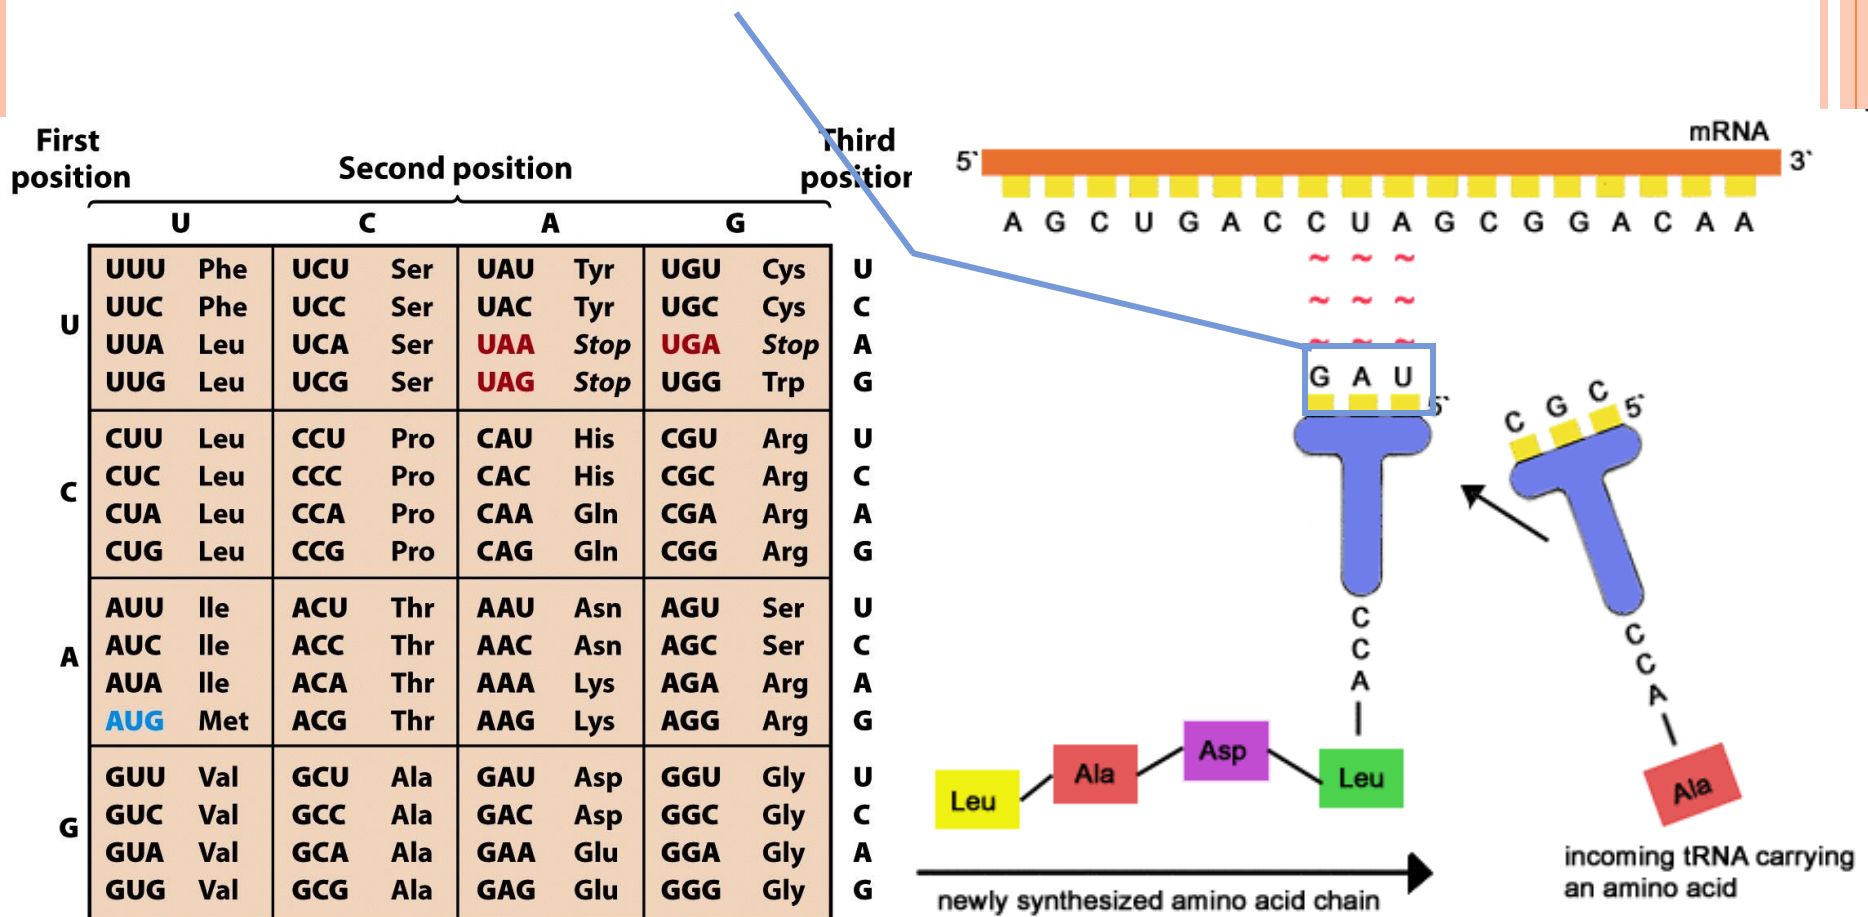 First position
Second position
Third position
U C A G
U
UUU Phe UCU Ser UAU Tyr UGU Cys U
UUC Phe UCC Ser UAC Tyr UGC Cys C
UUA Leu UCA Ser UAA Stop UGA Stop A
UUG Leu UCG Ser UAG Stop UGG Trp G
C
CUU Leu CCU Pro CAU His CGU Arg U
CUC Leu CCC Pro CAC His CGC Arg C
CUA Leu CCA Pro CAA Gln CGA Arg A
CUG Leu CCG Pro CAG Gln CGG Arg G
A
AUU Ile ACU Thr AAU Asn AGU Ser U
AUC Ile ACC Thr AAC Asn AGC Ser C
AUA Ile ACA Thr AAA Lys AGA Arg A
AUG Met ACG Thr AAG Lys AGG Arg G
G
GUU Val GCU Ala GAU Asp GGU Gly U
GUC Val GCC Ala GAC Asp GGC Gly C
GUA Val GCA Ala GAA Glu GGA Gly A
GUG Val GCG Ala GAG Glu GGG Gly G
mRNA
5` 3`
A G C U G A C C U A G C G G A C A A
~ ~ ~
~ ~ ~
~ ~ ~
G A U 5`
C G C 5`
C
C
A
C
C
A
Leu Ala Asp Leu
Ala
incoming tRNA carrying
an amino acid
newly synthesized amino acid chain